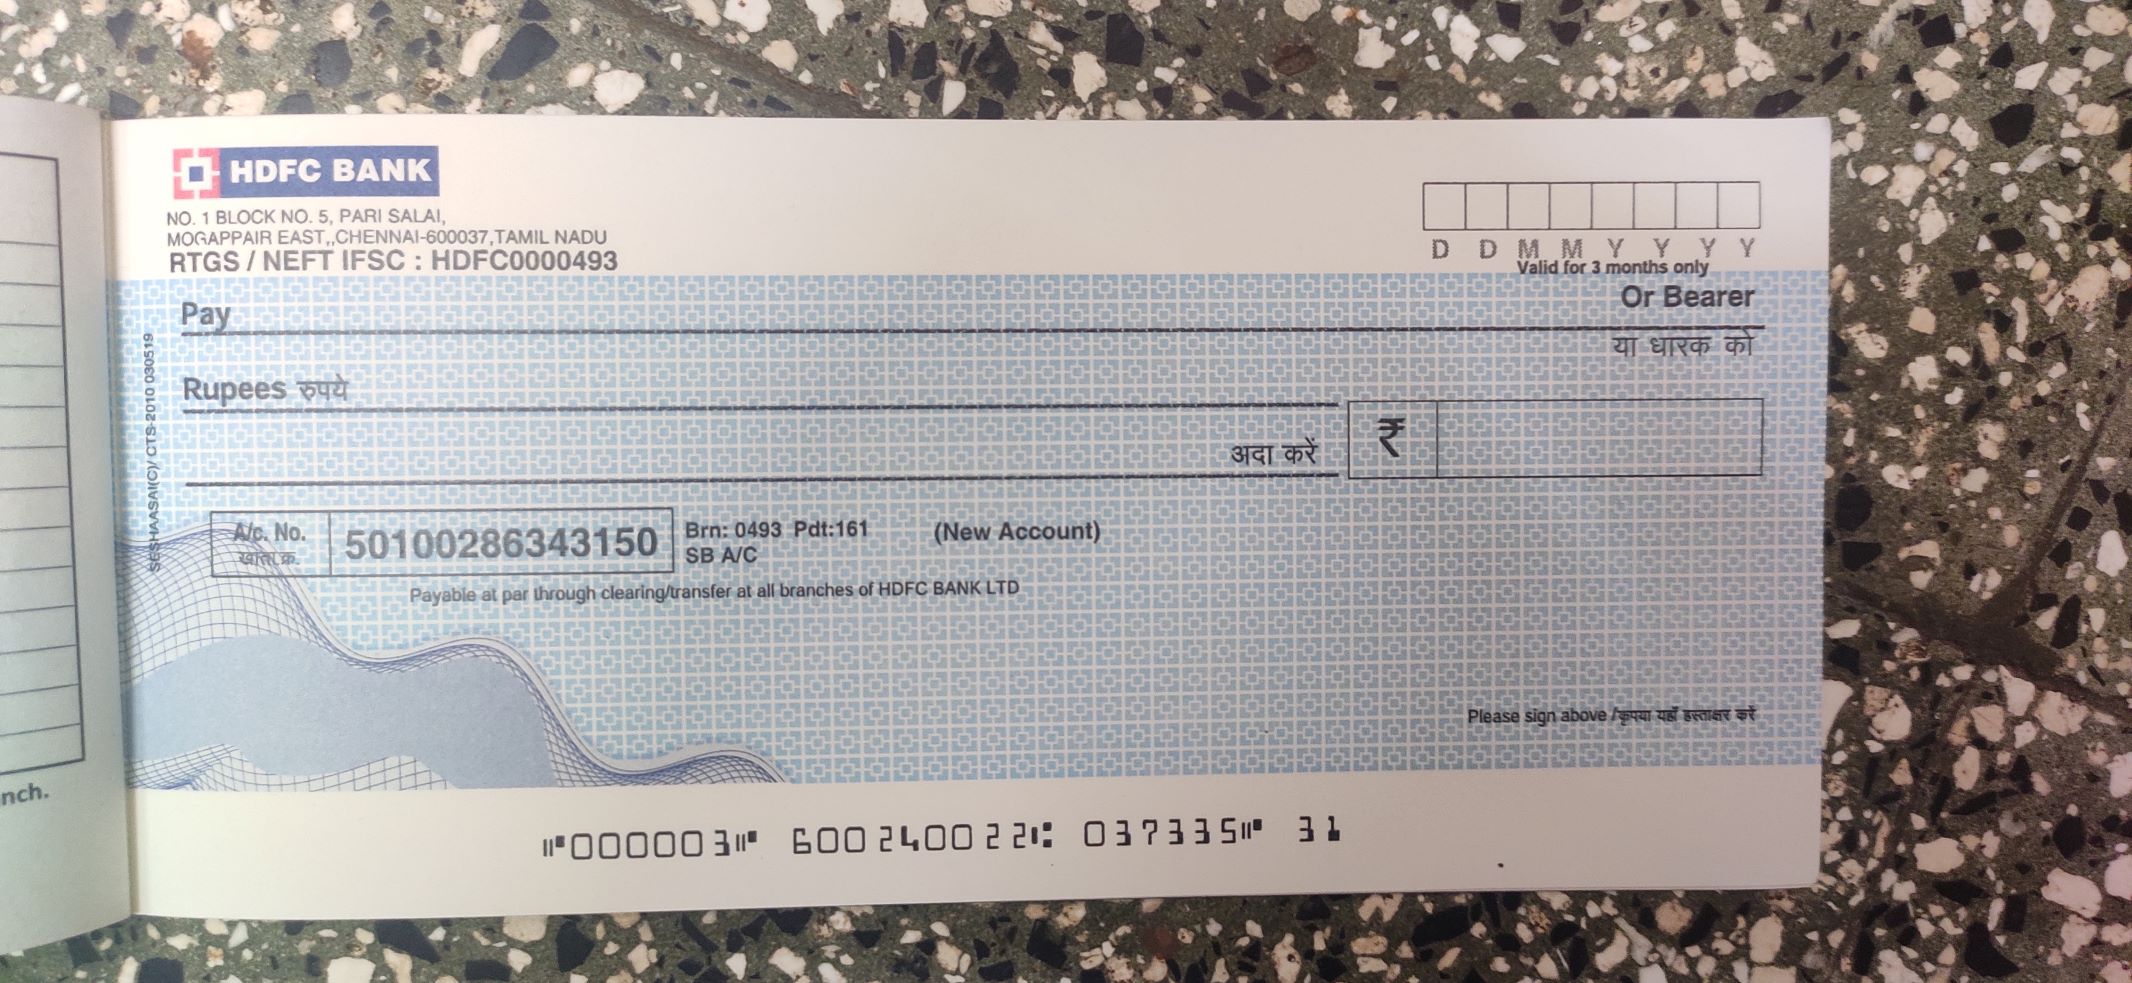 nch.
HDFC BANK
NO. 1 BLOCK NO. 5, PARI SALAI,
MOGAPPAIR EAST,,CHENNAI-600037,TAMIL NADU
RTGS / NEFT IFSC : HDFC0000493
D D M M Y Y Y Y
Valid for 3 months only
Pay
Or Bearer
या धारक को
Rupees रुपये
अदा करें
₹
A/c. No.
खाता क्र.
50100286343150
Brn: 0493 Pdt:161 (New Account)
SB A/C
Payable at par through clearing/transfer at all branches of HDFC BANK LTD
SESHAASAI(C)/ CTS-2010 030519
Please sign above /कृपया यहाँ हस्ताक्षर करें
⑈000003⑈ 600240022⑆ 037335⑈ 31